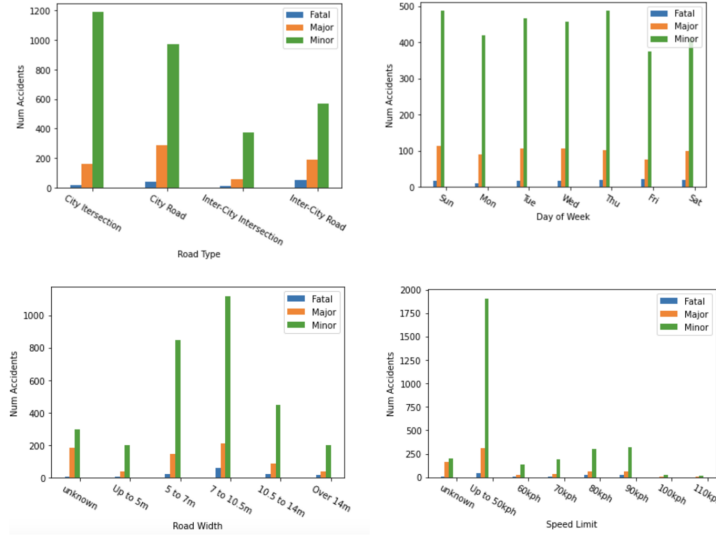 1200
1000
800
600
400
200
0
Num Accidents
Fatal
Major
Minor
City Itersection
City Road
Inter-City Intersection
Inter-City Road
Road Type
500
400
300
200
100
0
Num Accidents
Fatal
Major
Minor
Sun
Mon
Tue
Wed
Thu
Fri
Sat
Day of Week
1000
800
600
400
200
0
Num Accidents
Fatal
Major
Minor
unknown
Up to 5m
5 to 7m
7 to 10.5m
10.5 to 14m
Over 14m
Road Width
2000
1750
1500
1250
1000
750
500
250
0
Num Accidents
Fatal
Major
Minor
unknown
Up to 50kph
60kph
70kph
80kph
90kph
100kph
110kph
Speed Limit